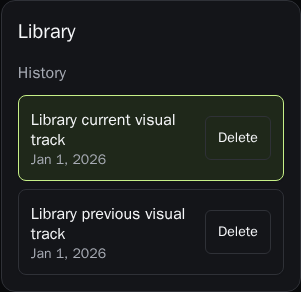 Library
History
Library current visual
track
Jan 1, 2026
Delete
Library previous visual
track
Jan 1, 2026
Delete